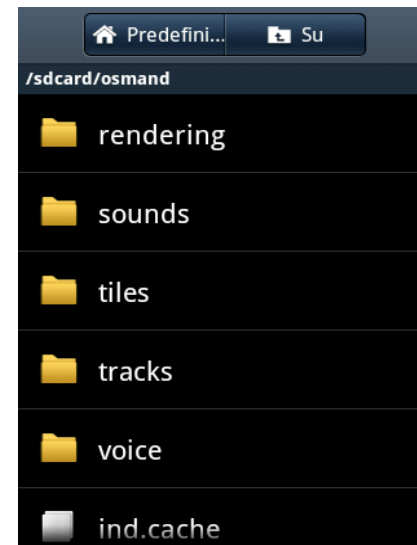 Predefini... Su
/sdcard/osmand
rendering
sounds
tiles
tracks
voice
ind.cache